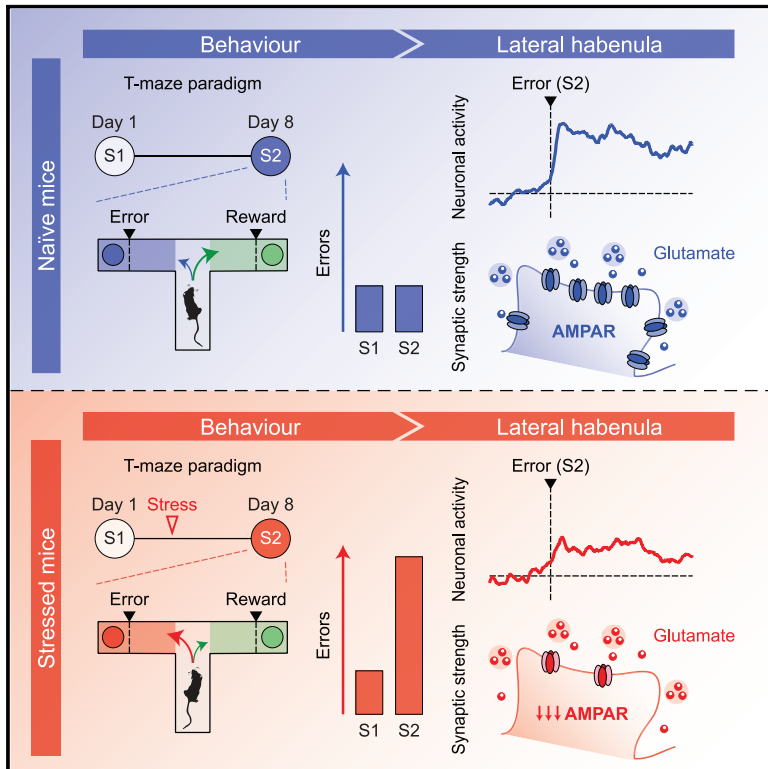 Naïve mice
Behaviour
Lateral habenula
T-maze paradigm
Day 1
Day 8
S1
S2
Error
Reward
Errors
S1
S2
Error (S2)
Neuronal activity
Synaptic strength
Glutamate
AMPAR
Stressed mice
Behaviour
Lateral habenula
T-maze paradigm
Day 1
Stress
Day 8
S1
S2
Error
Reward
Errors
S1
S2
Error (S2)
Neuronal activity
Synaptic strength
Glutamate
↓↓↓ AMPAR